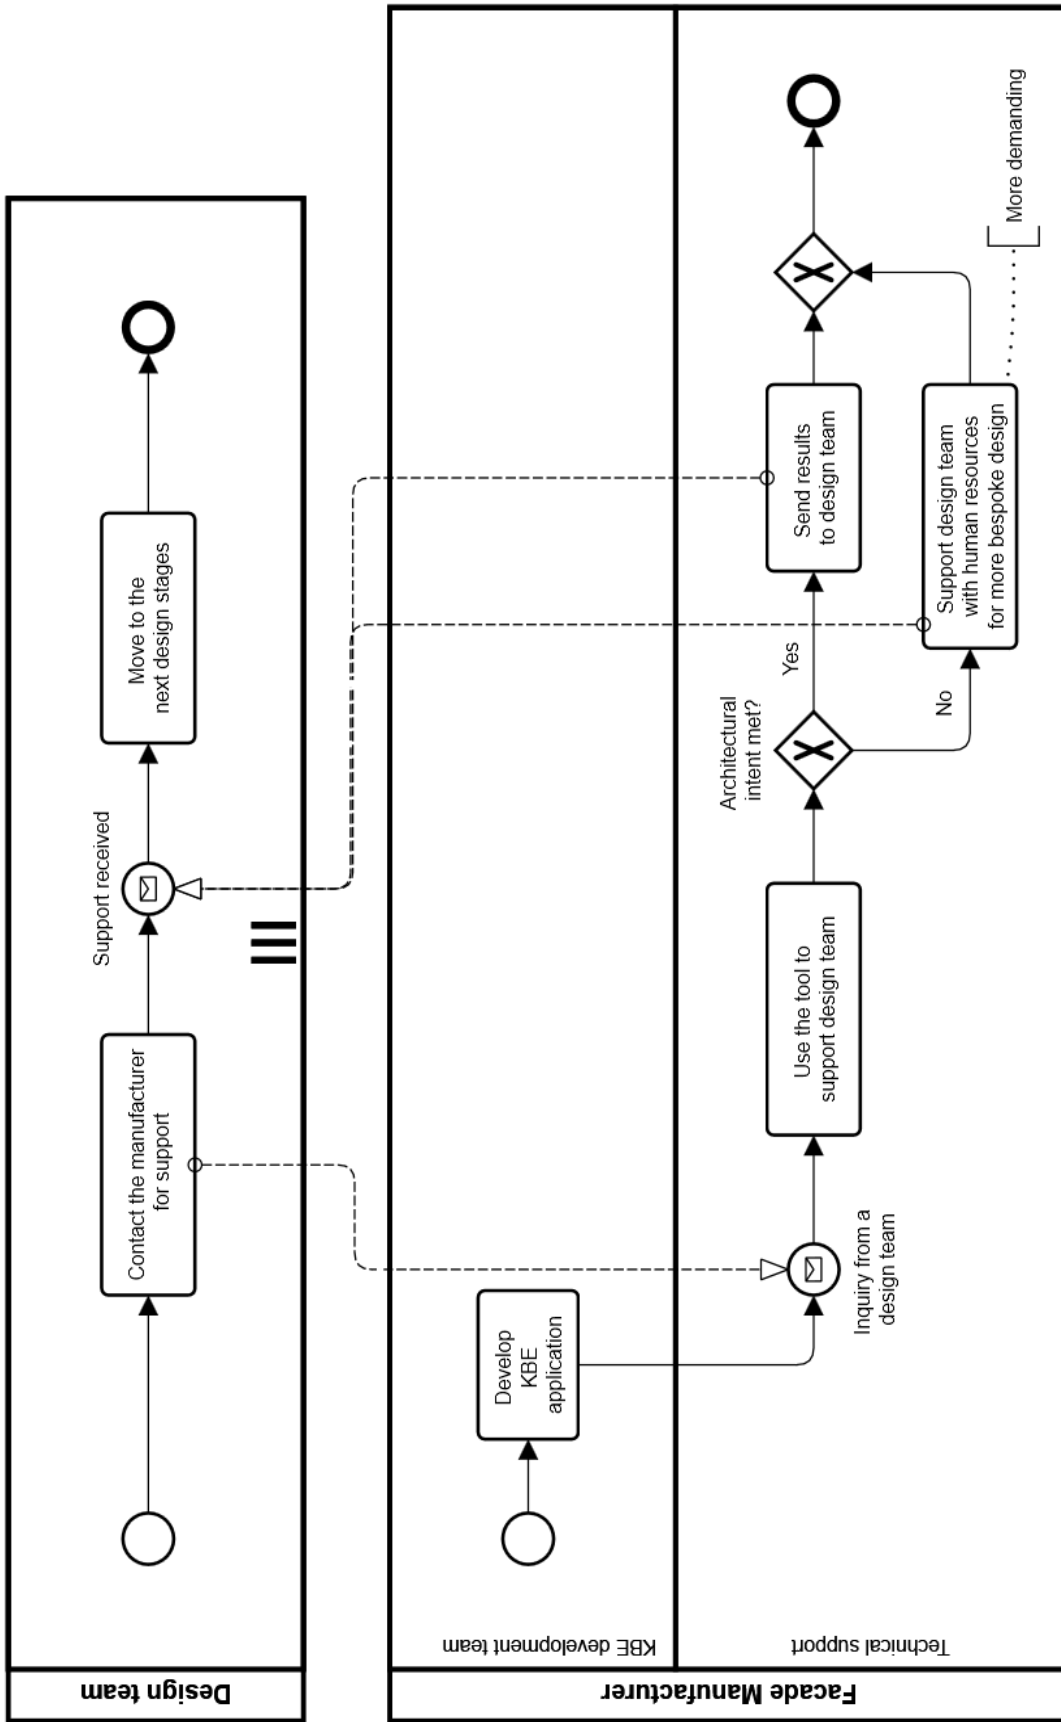 Design team
Contact the manufacturer
for support
Support received
Move to the
next design stages
Facade Manufacturer
KBE development team
Develop
KBE
application
Technical support
Inquiry from a
design team
Use the tool to
support design team
Architectural
intent met?
Yes
No
Send results
to design team
Support design team
with human resources
for more bespoke design
More demanding